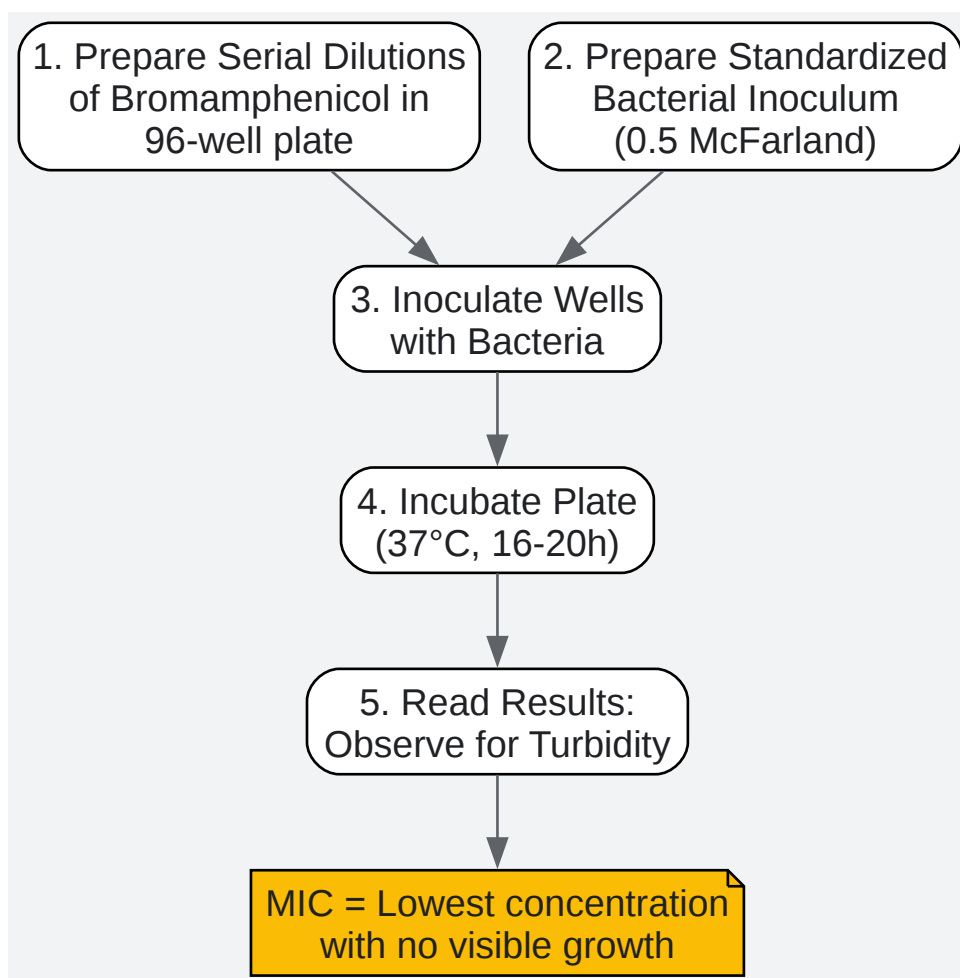 1. Prepare Serial Dilutions
of Bromamphenicol in
96-well plate
2. Prepare Standardized
Bacterial Inoculum
(0.5 McFarland)
3. Inoculate Wells
with Bacteria
4. Incubate Plate
(37°C, 16-20h)
5. Read Results:
Observe for Turbidity
MIC = Lowest concentration
with no visible growth